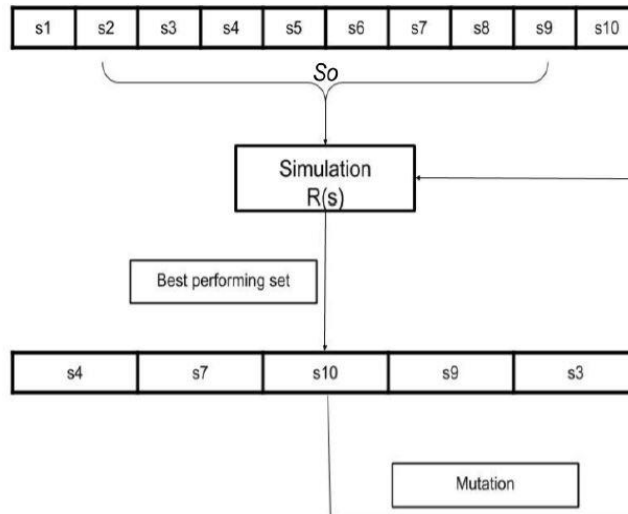 s1 s2 s3 s4 s5 s6 s7 s8 s9 s10
So
Simulation
R(s)
Best performing set
s4 s7 s10 s9 s3
Mutation